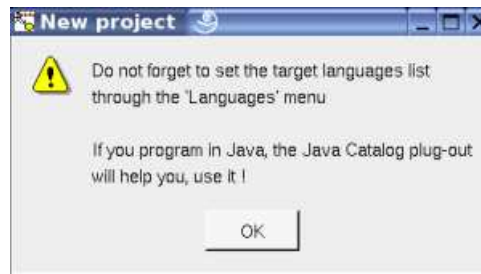 New project
Do not forget to set the target languages list
through the 'Languages' menu
If you program in Java, the Java Catalog plug-out
will help you, use it !
OK